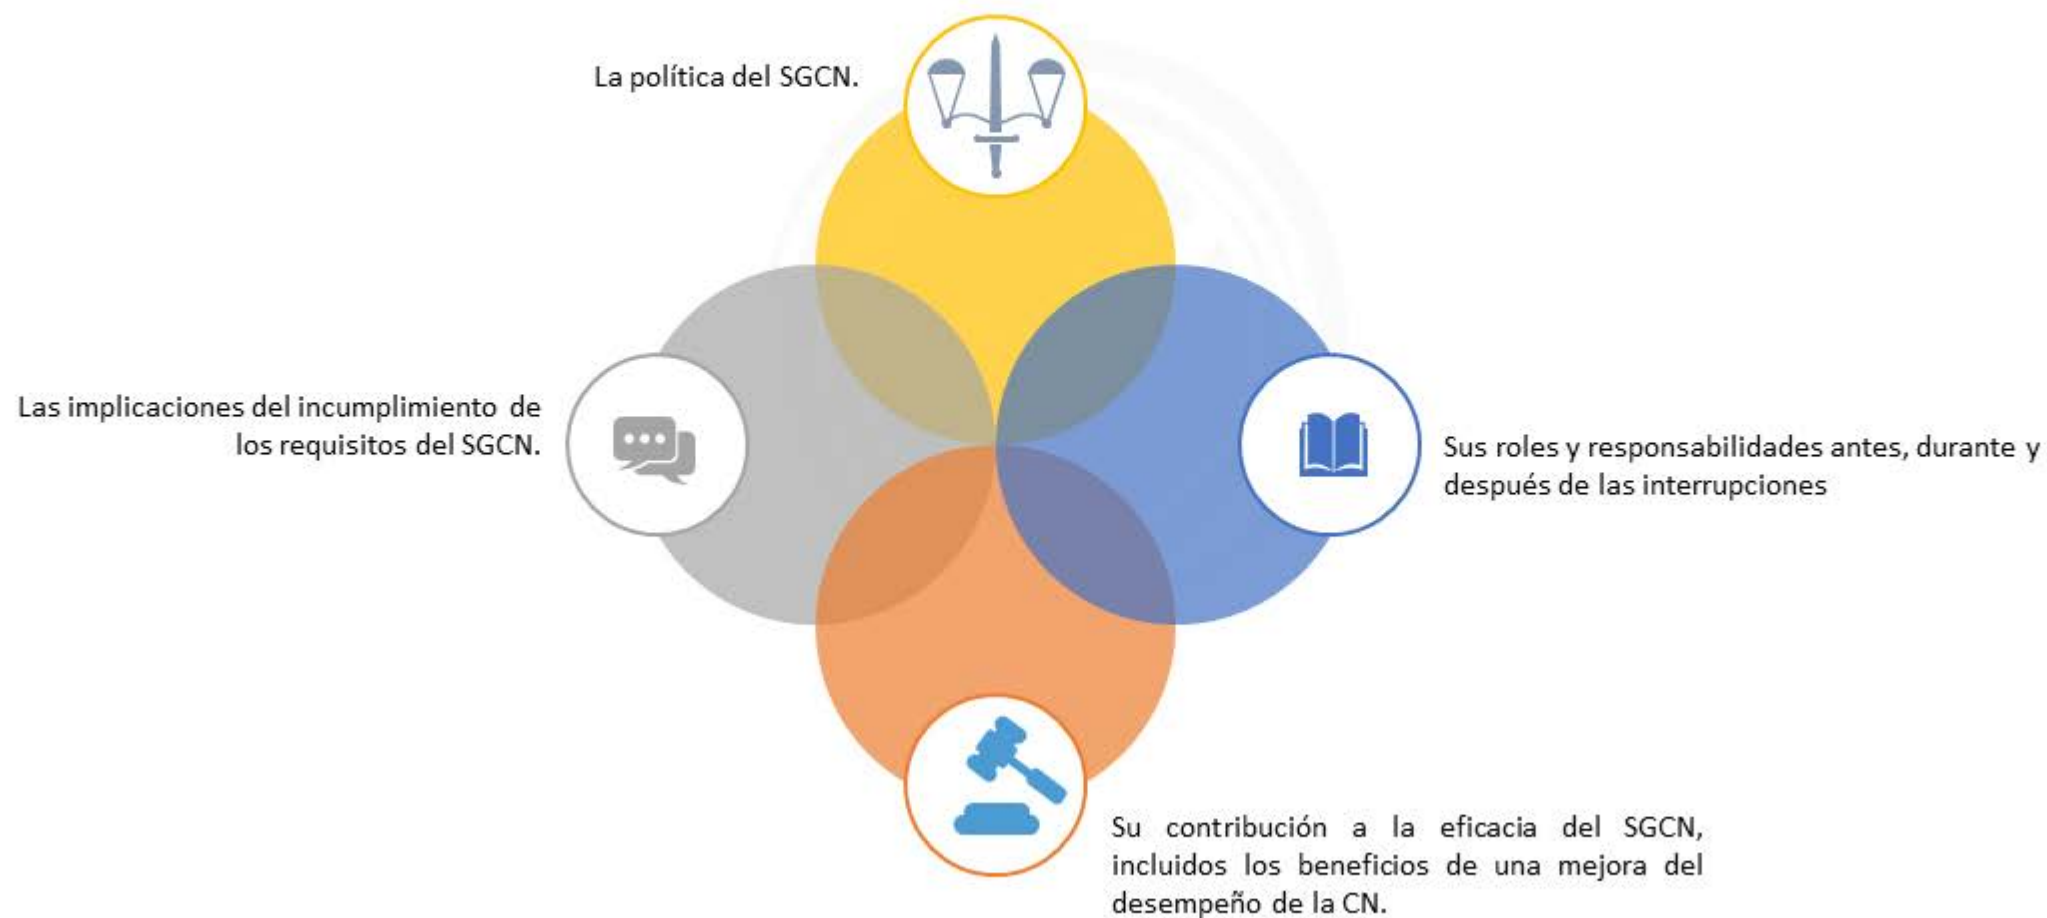 La política del SGCN.
Las implicaciones del incumplimiento de
los requisitos del SGCN.
Sus roles y responsabilidades antes, durante y
después de las interrupciones
Su contribución a la eficacia del SGCN,
incluidos los beneficios de una mejora del
desempeño de la CN.